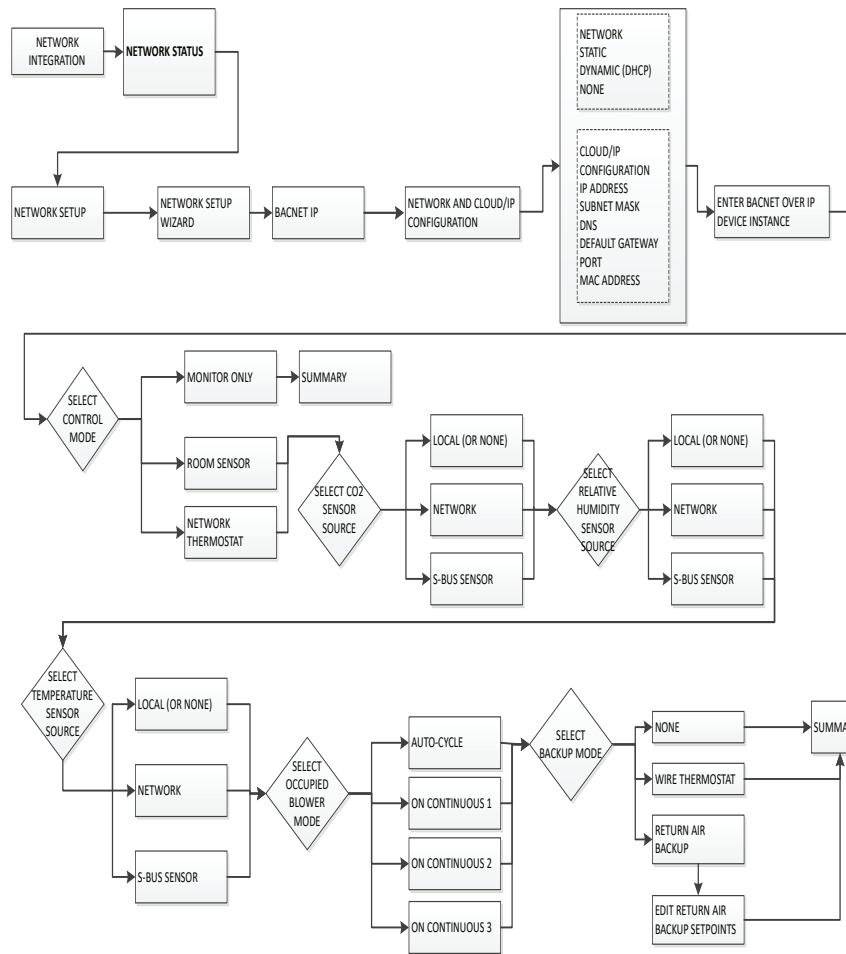 NETWORK
INTEGRATION
NETWORK STATUS
NETWORK
STATIC
DYNAMIC (DHCP)
NONE
CLOUD/IP
CONFIGURATION
IP ADDRESS
SUBNET MASK
DNS
DEFAULT GATEWAY
PORT
MAC ADDRESS
NETWORK SETUP
NETWORK SETUP
WIZARD
BACNET IP
NETWORK AND CLOUD/IP
CONFIGURATION
ENTER BACNET OVER IP
DEVICE INSTANCE
SELECT
CONTROL
MODE
MONITOR ONLY
SUMMARY
ROOM SENSOR
NETWORK
THERMOSTAT
SELECT CO2
SENSOR
SOURCE
LOCAL (OR NONE)
NETWORK
S-BUS SENSOR
SELECT
RELATIVE
HUMIDITY
SENSOR
SOURCE
LOCAL (OR NONE)
NETWORK
S-BUS SENSOR
SELECT
TEMPERATURE
SENSOR
SOURCE
LOCAL (OR NONE)
NETWORK
S-BUS SENSOR
SELECT
OCCUPIED
BLOWER
MODE
AUTO-CYCLE
ON CONTINUOUS 1
ON CONTINUOUS 2
ON CONTINUOUS 3
SELECT
BACKUP MODE
NONE
WIRE THERMOSTAT
RETURN AIR
BACKUP
EDIT RETURN AIR
BACKUP SETPOINTS